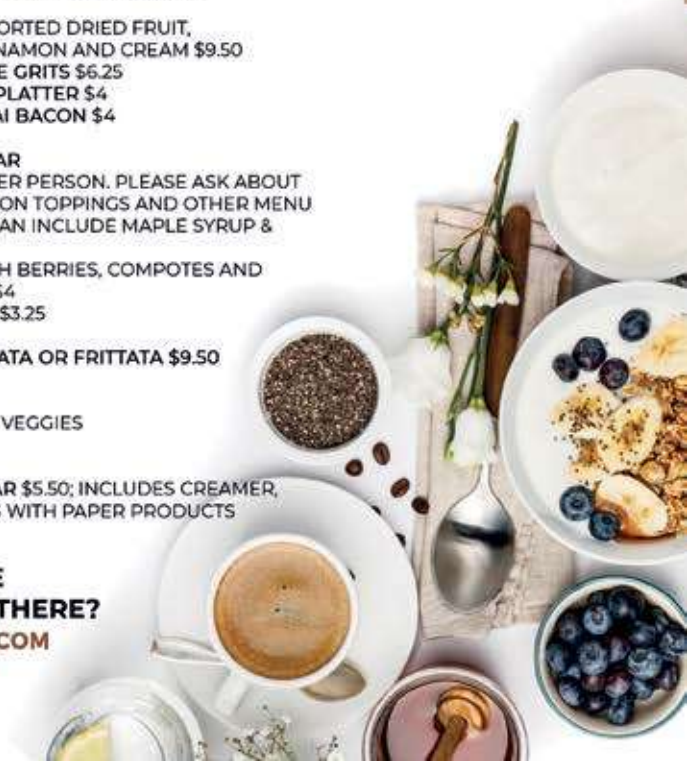 ORTED DRIED FRUIT,
NAMON AND CREAM $9.50
E GRITS $6.25
PLATTER $4
AI BACON $4
AR
ER PERSON. PLEASE ASK ABOUT
ON TOPPINGS AND OTHER MENU
AN INCLUDE MAPLE SYRUP &
H BERRIES, COMPOTES AND
$4
$3.25
ATA OR FRITTATA $9.50
VEGGIES
AR $5.50; INCLUDES CREAMER,
S WITH PAPER PRODUCTS
E
THERE?
.COM